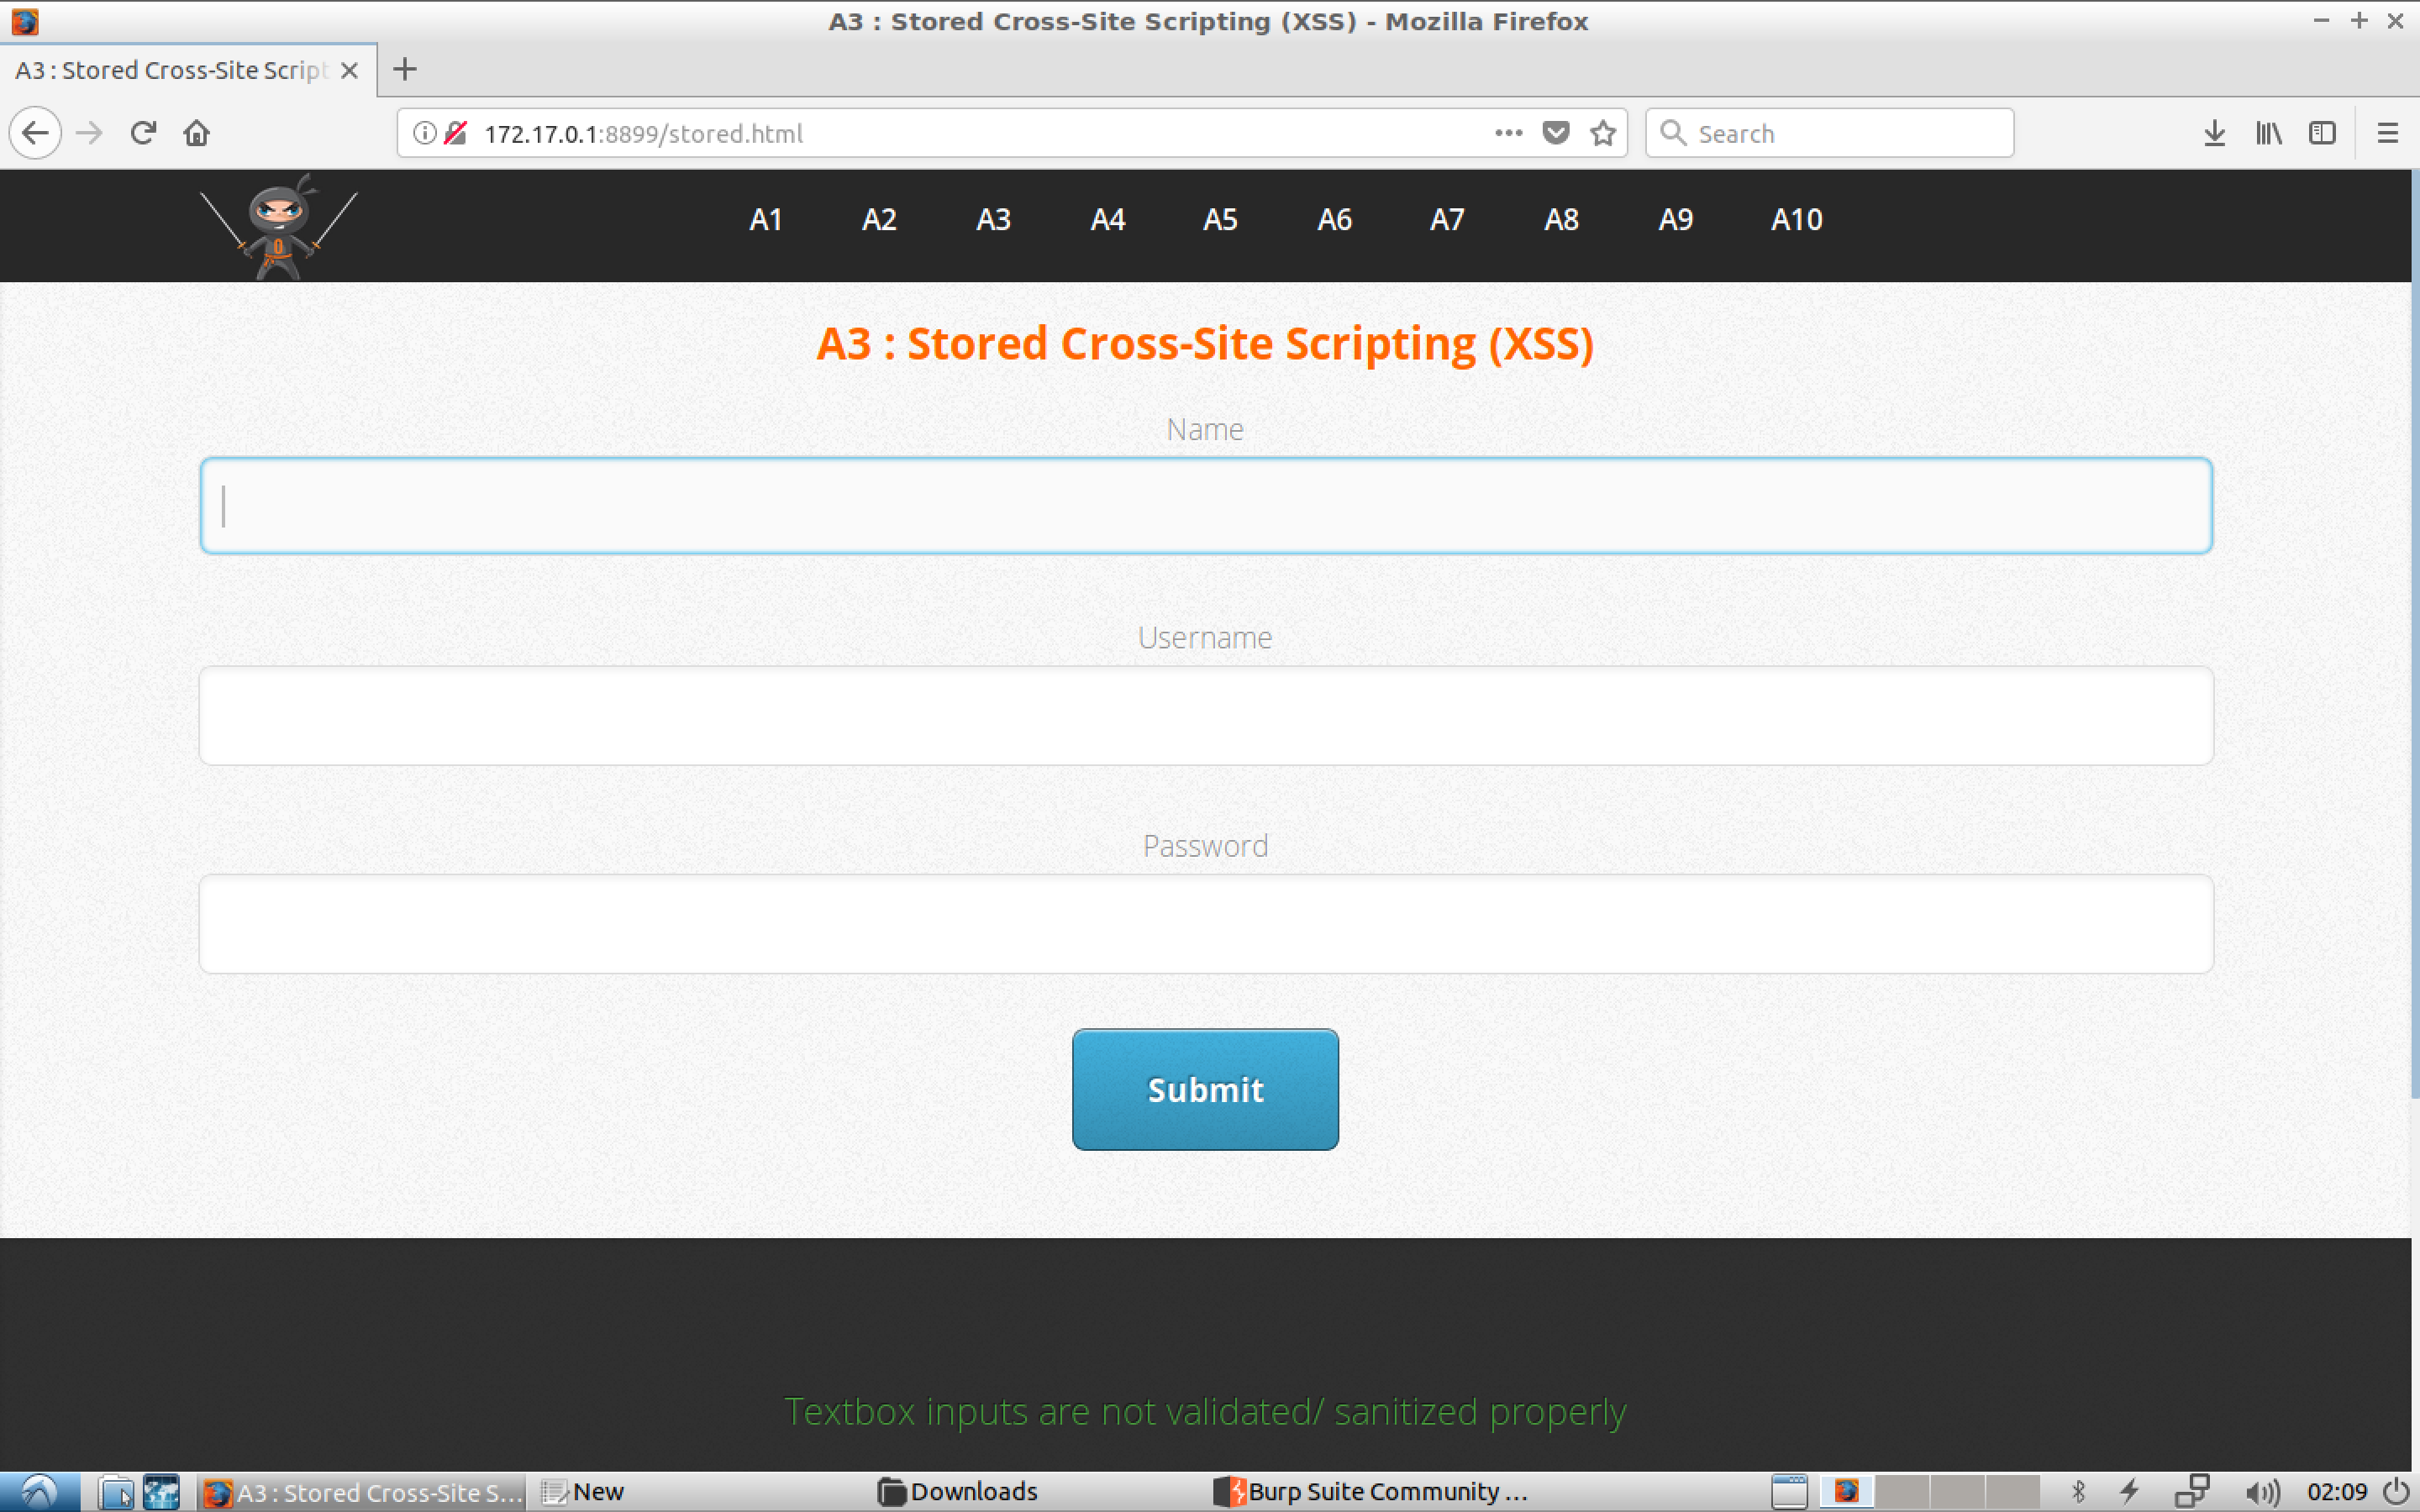 A3 : Stored Cross-Site Scripting (XSS) - Mozilla Firefox
A3 : Stored Cross-Site Script
172.17.0.1:8899/stored.html
Search
A1 A2 A3 A4 A5 A6 A7 A8 A9 A10
A3 : Stored Cross-Site Scripting (XSS)
Name
Username
Password
Submit
Textbox inputs are not validated/ sanitized properly
A3 : Stored Cross-Site S... New Downloads Burp Suite Community ... 02:09